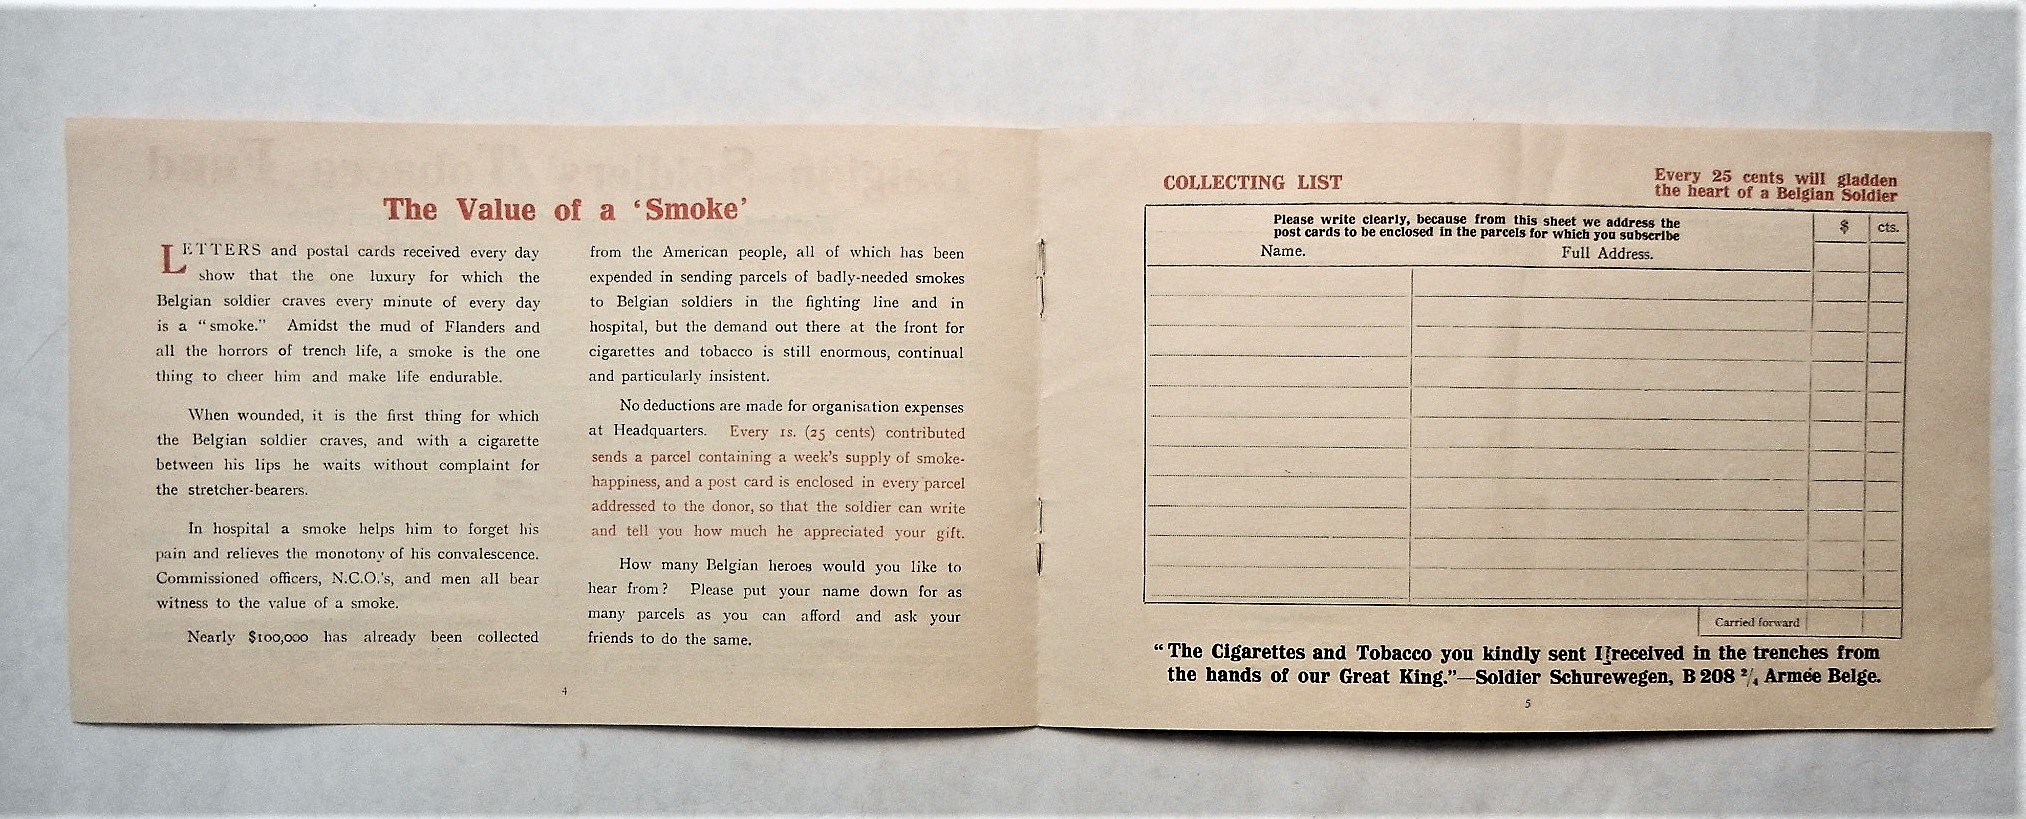 The Value of a ‘Smoke’
LETTERS and postal cards received every day
show that the one luxury for which the
Belgian soldier craves every minute of every day
is a “smoke.” Amidst the mud of Flanders and
all the horrors of trench life, a smoke is the one
thing to cheer him and make life endurable.
When wounded, it is the first thing for which
the Belgian soldier craves, and with a cigarette
between his lips he waits without complaint for
the stretcher-bearers.
In hospital a smoke helps him to forget his
pain and relieves the monotony of his convalescence.
Commissioned officers, N.C.O.'s, and men all bear
witness to the value of a smoke.
Nearly $100,000 has already been collected
from the American people, all of which has been
expended in sending parcels of badly-needed smokes
to Belgian soldiers in the fighting line and in
hospital, but the demand out there at the front for
cigarettes and tobacco is still enormous, continual
and particularly insistent.
No deductions are made for organisation expenses
at Headquarters. Every 1s. (25 cents) contributed
sends a parcel containing a week's supply of smoke-
happiness, and a post card is enclosed in every parcel
addressed to the donor, so that the soldier can write
and tell you how much he appreciated your gift.
How many Belgian heroes would you like to
hear from? Please put your name down for as
many parcels as you can afford and ask your
friends to do the same.
4
COLLECTING LIST
Every 25 cents will gladden
the heart of a Belgian Soldier
Please write clearly, because from this sheet we address the
post cards to be enclosed in the parcels for which you subscribe
Name. Full Address.
$ cts.
Carried forward
“The Cigarettes and Tobacco you kindly sent I received in the trenches from
the hands of our Great King.”—Soldier Schurewegen, B 208 2/4 Armée Belge.
5